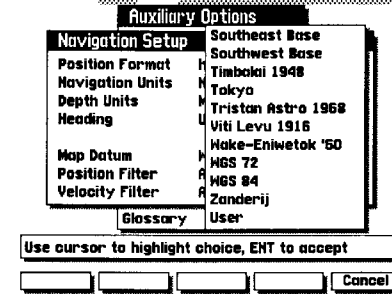 Auxiliary Options
Navigation Setup
Position Format
Navigation Units
Depth Units
Heading
Map Datum
Position Filter
Velocity Filter
Southeast Base
Southwest Base
Timbalai 1948
Tokyo
Tristan Astro 1968
Viti Levu 1916
Wake-Eniwetok '60
WGS 72
WGS 84
Zanderij
User
Glossary
Use cursor to highlight choice, ENT to accept
Cancel